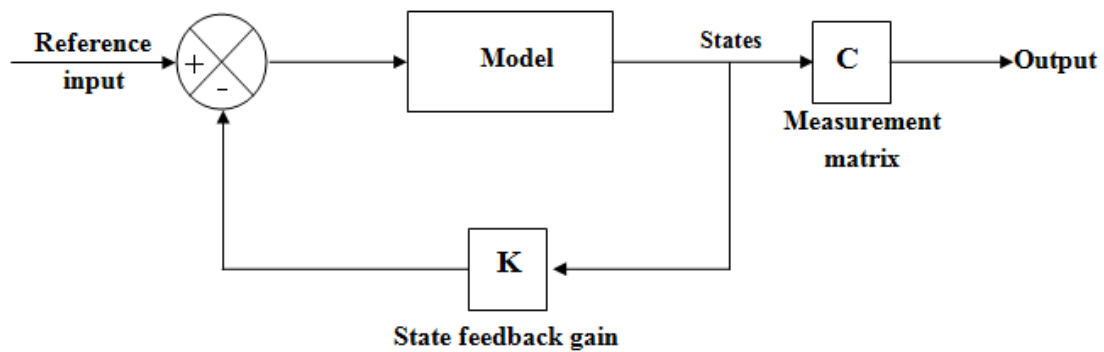 Reference
input
+
-
Model
States
C
Output
Measurement
matrix
K
State feedback gain